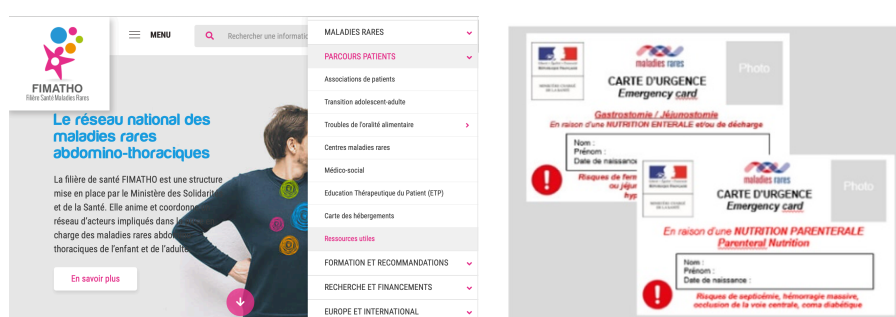 FIMATHO
Filière Santé Maladies Rares
MENU
Rechercher une informatio
Le réseau national des
maladies rares
abdomino-thoraciques
La filière de santé FIMATHO est une structure
mise en place par le Ministère des Solidarit
et de la Santé. Elle anime et coordonn
réseau d'acteurs impliqués dans l
charge des maladies rares abdo
thoraciques de l'enfant et de l'adulte
En savoir plus
MALADIES RARES
PARCOURS PATIENTS
Associations de patients
Transition adolescent-adulte
Troubles de l'oralité alimentaire
Centres maladies rares
Médico-social
Education Thérapeutique du Patient (ETP)
Carte des hébergements
Ressources utiles
FORMATION ET RECOMMANDATIONS
RECHERCHE ET FINANCEMENTS
EUROPE ET INTERNATIONAL
maladies rares
CARTE D'URGENCE
Emergency card
Photo
Gastrostomie / Jéjunostomie
En raison d'une NUTRITION ENTERALE et/ou de décharge
Nom :
Prénom :
Date de naissance
Risques de fer
ou jéju
hyp
maladies rares
CARTE D'URGENCE
Emergency card
Photo
En raison d'une NUTRITION PARENTERALE
Parenteral Nutrition
Nom :
Prénom :
Date de naissance :
Risques de septicémie, hémorragie massive,
occlusion de la voie centrale, coma diabétique